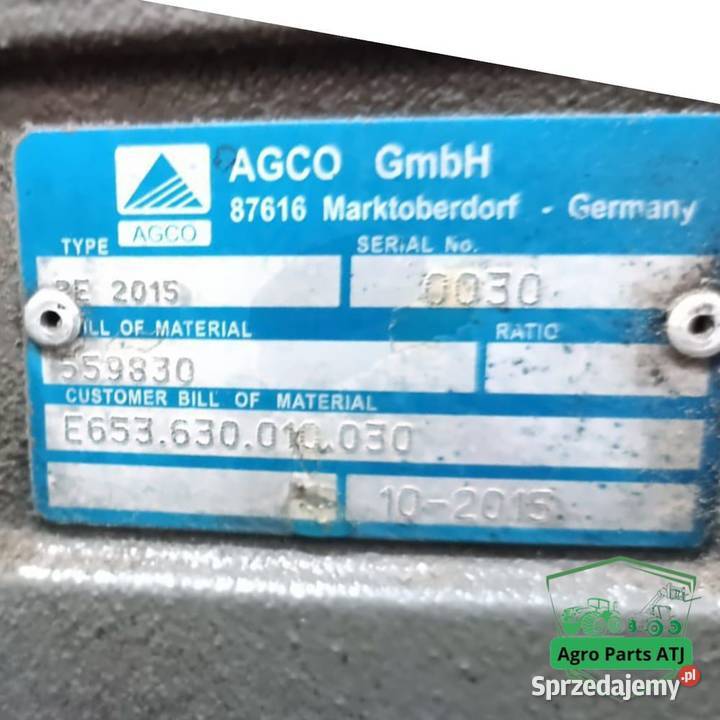 AGCO GmbH
87616 Marktoberdorf - Germany
AGCO
TYPE
SERIAL No.
2015
0030
BILL OF MATERIAL
RATIO
559830
CUSTOMER BILL OF MATERIAL
E653.630.010.030
10-2015
Agro Parts ATJ
Sprzedajemy.pl